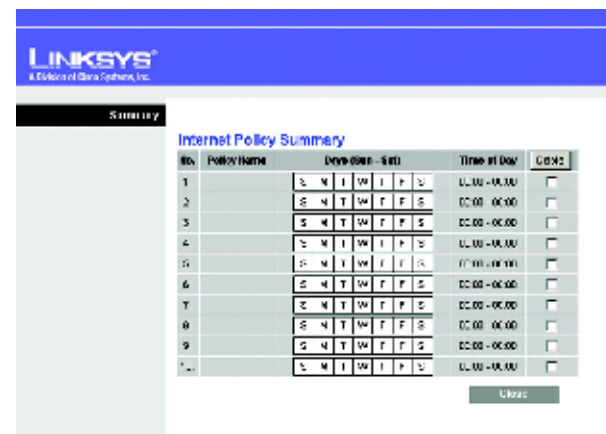 LINKSYS®
A Division of Cisco Systems, Inc.
Summary
Internet Policy Summary
No. Policy Name Days (Sun - Sat) Time of Day Delete
1 S M T W T F S 00:00 - 00:00
2 S M T W T F S 00:00 - 00:00
3 S M T W T F S 00:00 - 00:00
4 S M T W T F S 00:00 - 00:00
5 S M T W T F S 00:00 - 00:00
6 S M T W T F S 00:00 - 00:00
7 S M T W T F S 00:00 - 00:00
8 S M T W T F S 00:00 - 00:00
9 S M T W T F S 00:00 - 00:00
10 S M T W T F S 00:00 - 00:00
Close